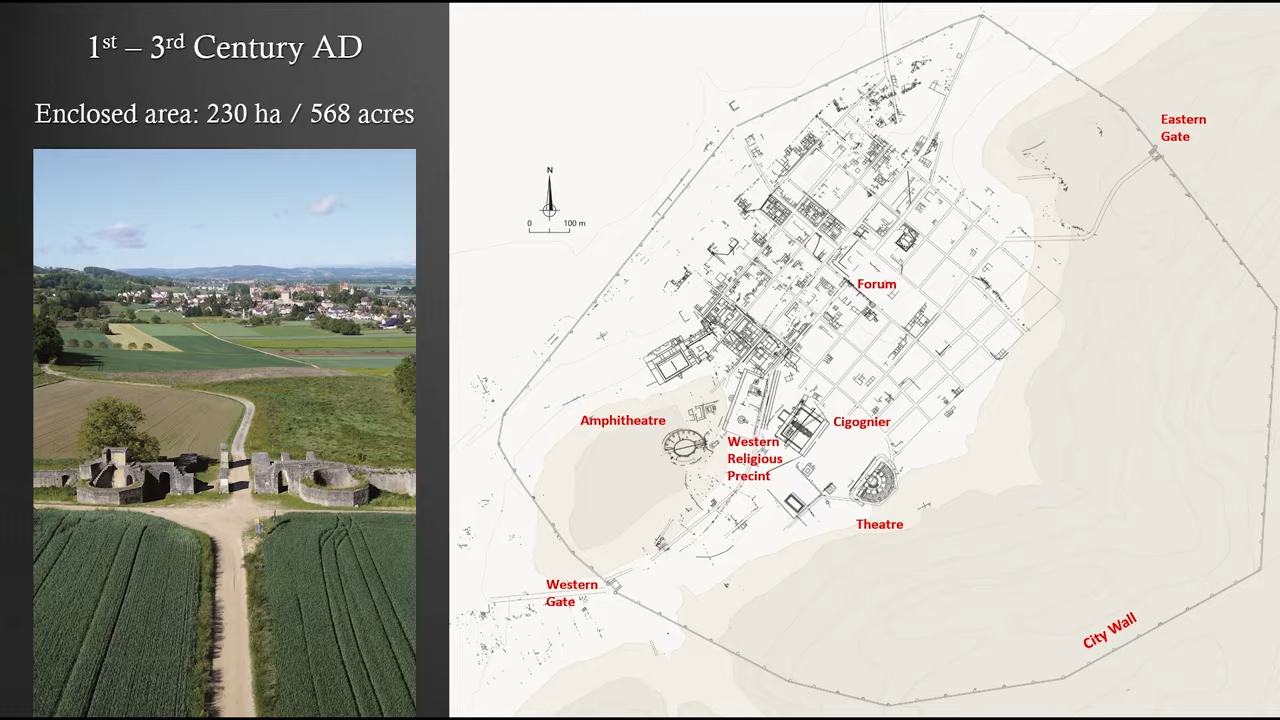 1st – 3rd Century AD
Enclosed area: 230 ha / 568 acres
N
0 100 m
Eastern
Gate
Forum
Amphitheatre
Cigognier
Western
Religious
Precint
Theatre
Western
Gate
City Wall